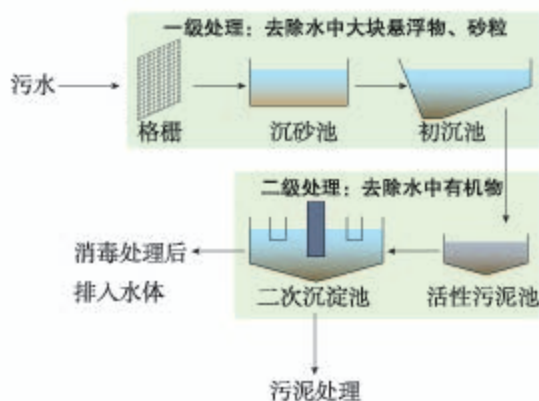 一级处理：去除水中大块悬浮物、砂粒
污水
格栅
沉砂池
初沉池
二级处理：去除水中有机物
消毒处理后
排入水体
二次沉淀池
活性污泥池
污泥处理